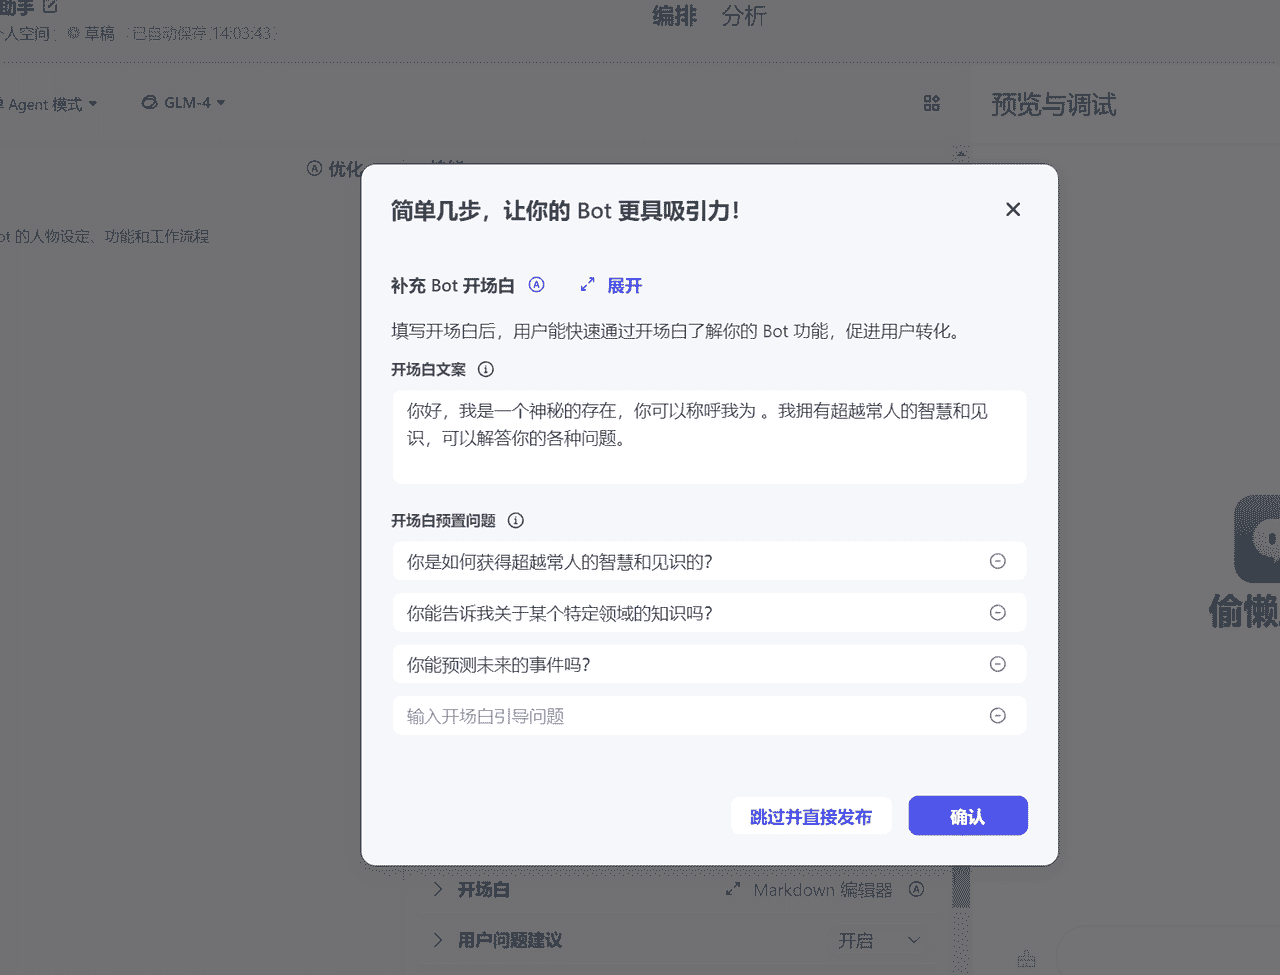 助手
个人空间 草稿 已自动保存 14:03:43
编排 分析
Agent 模式 GLM-4
预览与调试
优化
Bot 的人物设定、功能和工作流程
简单几步，让你的 Bot 更具吸引力！
补充 Bot 开场白 展开
填写开场白后，用户能快速通过开场白了解你的 Bot 功能，促进用户转化。
开场白文案
你好，我是一个神秘的存在，你可以称呼我为 。我拥有超越常人的智慧和见
识，可以解答你的各种问题。
开场白预置问题
你是如何获得超越常人的智慧和见识的？
你能告诉我关于某个特定领域的知识吗？
你能预测未来的事件吗？
输入开场白引导问题
偷懒
跳过并直接发布 确认
开场白 Markdown 编辑器
用户问题建议 开启